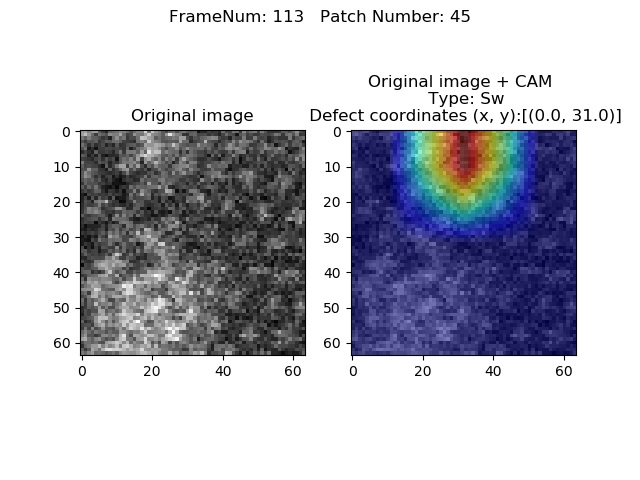 FrameNum: 113   Patch Number: 45
Original image
0
10
20
30
40
50
60
0 20 40 60
Original image + CAM
Type: Sw
Defect coordinates (x, y):[(0.0, 31.0)]
0
10
20
30
40
50
60
0 20 40 60